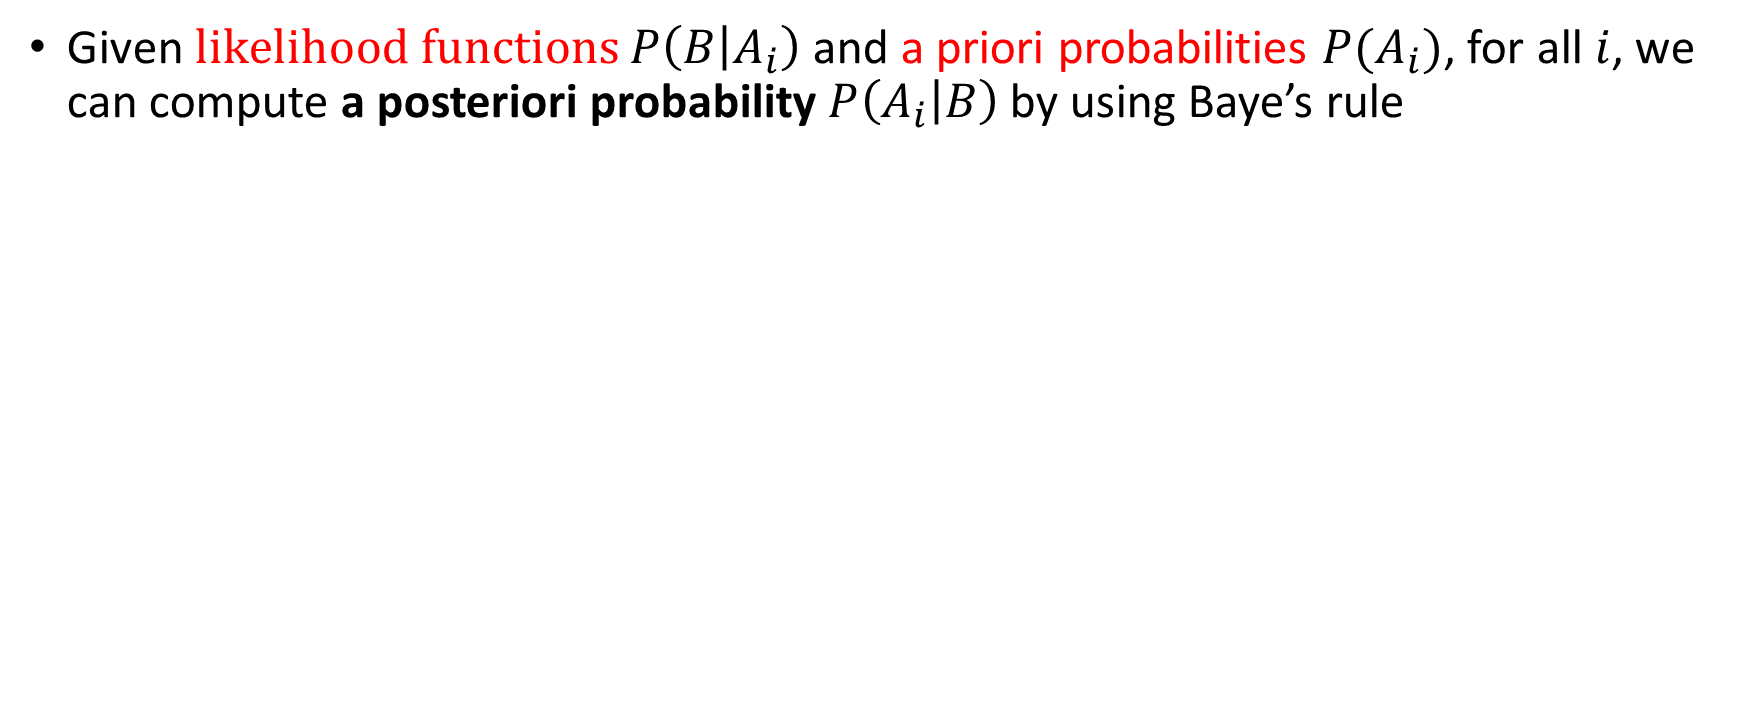 • Given likelihood functions P(B|A_i) and a priori probabilities P(A_i), for all i, we
can compute a posteriori probability P(A_i|B) by using Baye’s rule